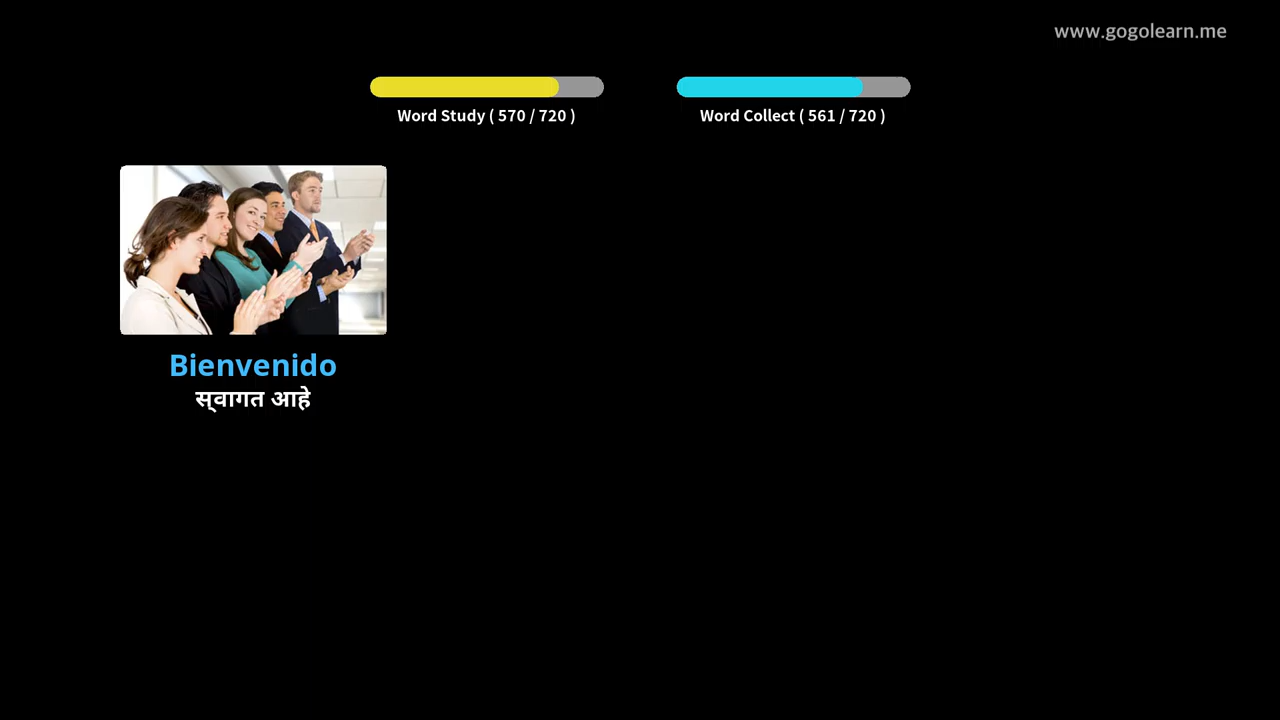 www.gogolearn.me
Word Study ( 570 / 720 )
Word Collect ( 561 / 720 )
Bienvenido
स्वागत आहे